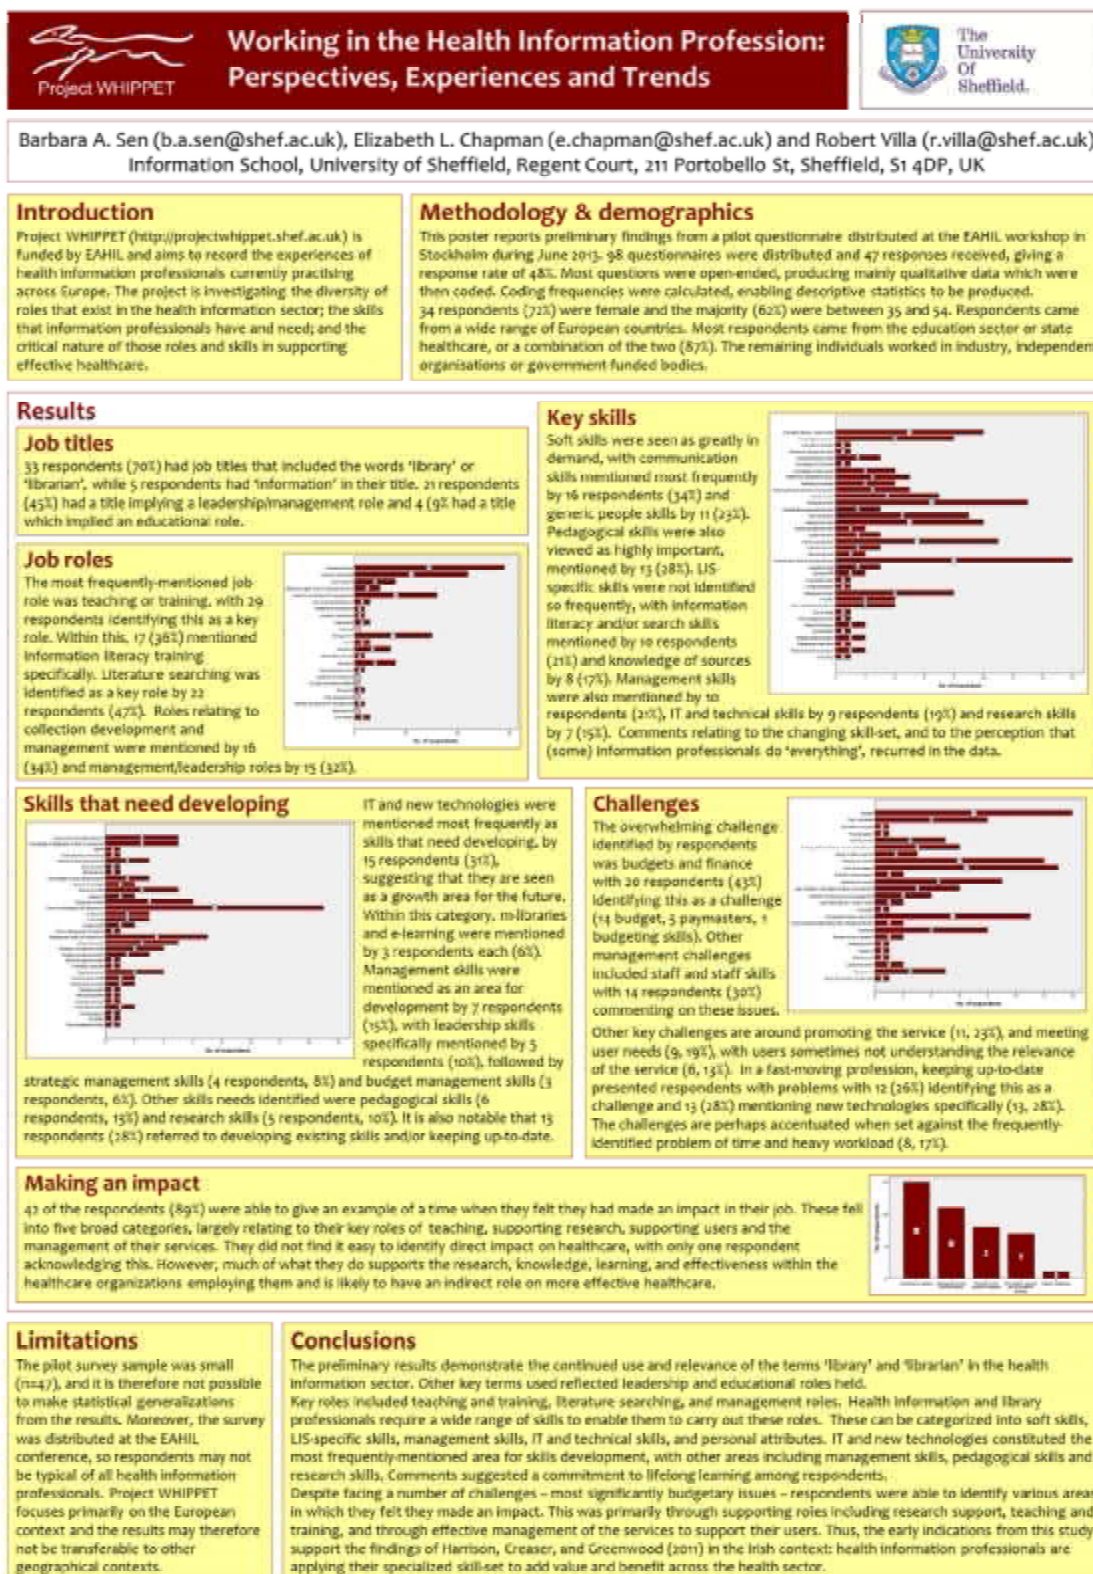 Project WHIPPET
Working in the Health Information Profession:
Perspectives, Experiences and Trends
The
University
Of
Sheffield.
Barbara A. Sen (b.a.sen@shef.ac.uk), Elizabeth L. Chapman (e.chapman@shef.ac.uk) and Robert Villa (r.villa@shef.ac.uk)
Information School, University of Sheffield, Regent Court, 211 Portobello St, Sheffield, S1 4DP, UK
Introduction
Project WHIPPET (http://projectwhippet.shef.ac.uk) is
funded by EAHIL and aims to record the experiences of
health information professionals currently practising
across Europe. The project is investigating the diversity of
roles that exist in the health information sector; the skills
that information professionals have and need; and the
critical nature of those roles and skills in supporting
effective healthcare.
Methodology & demographics
This poster reports preliminary findings from a pilot questionnaire distributed at the EAHIL workshop in
Stockholm during June 2013. 98 questionnaires were distributed and 47 responses received, giving a
response rate of 48%. Most questions were open-ended, producing mainly qualitative data which were
then coded. Coding frequencies were calculated, enabling descriptive statistics to be produced.
34 respondents (72%) were female and the majority (62%) were between 35 and 54. Respondents came
from a wide range of European countries. Most respondents came from the education sector or state
healthcare, or a combination of the two (87%). The remaining individuals worked in industry, independent
organisations or government-funded bodies.
Results
Job titles
33 respondents (70%) had job titles that included the words 'library' or
'librarian', while 5 respondents had 'information' in their title. 21 respondents
(45%) had a title implying a leadership/management role and 4 (9% had a title
which implied an educational role.
Job roles
The most frequently-mentioned job
role was teaching or training, with 29
respondents identifying this as a key
role. Within this, 17 (36%) mentioned
information literacy training
specifically. Literature searching was
identified as a key role by 22
respondents (47%). Roles relating to
collection development and
management were mentioned by 16
(34%) and management/leadership roles by 15 (32%).
Key skills
Soft skills were seen as greatly in
demand, with communication
skills mentioned most frequently
by 16 respondents (34%) and
generic people skills by 11 (23%).
Pedagogical skills were also
viewed as highly important,
mentioned by 13 (28%). LIS-
specific skills were not identified
so frequently, with information
literacy and/or search skills
mentioned by 10 respondents
(21%) and knowledge of sources
by 8 (17%). Management skills
were also mentioned by 10
respondents (21%), IT and technical skills by 9 respondents (19%) and research skills
by 7 (15%). Comments relating to the changing skill-set, and to the perception that
(some) information professionals do 'everything', recurred in the data.
Skills that need developing
IT and new technologies were
mentioned most frequently as
skills that need developing, by
15 respondents (31%),
suggesting that they are seen
as a growth area for the future.
Within this category, m-libraries
and e-learning were mentioned
by 3 respondents each (6%).
Management skills were
mentioned as an area for
development by 7 respondents
(15%), with leadership skills
specifically mentioned by 5
respondents (10%), followed by
strategic management skills (4 respondents, 8%) and budget management skills (3
respondents, 6%). Other skills needs identified were pedagogical skills (6
respondents, 13%) and research skills (5 respondents, 10%). It is also notable that 13
respondents (28%) referred to developing existing skills and/or keeping up-to-date.
Challenges
The overwhelming challenge
identified by respondents
was budgets and finance
with 20 respondents (43%)
identifying this as a challenge
(14 budget, 5 paymasters, 1
budgeting skills). Other
management challenges
included staff and staff skills
with 14 respondents (30%)
commenting on these issues.
Other key challenges are around promoting the service (11, 23%), and meeting
user needs (9, 19%), with users sometimes not understanding the relevance
of the service (6, 13%). In a fast-moving profession, keeping up-to-date
presented respondents with problems with 12 (26%) identifying this as a
challenge and 13 (28%) mentioning new technologies specifically (13, 28%).
The challenges are perhaps accentuated when set against the frequently-
identified problem of time and heavy workload (8, 17%).
Making an impact
42 of the respondents (89%) were able to give an example of a time when they felt they had made an impact in their job. These fell
into five broad categories, largely relating to their key roles of teaching, supporting research, supporting users and the
management of their services. They did not find it easy to identify direct impact on healthcare, with only one respondent
acknowledging this. However, much of what they do supports the research, knowledge, learning, and effectiveness within the
healthcare organizations employing them and is likely to have an indirect role on more effective healthcare.
Limitations
The pilot survey sample was small
(n=47), and it is therefore not possible
to make statistical generalizations
from the results. Moreover, the survey
was distributed at the EAHIL
conference, so respondents may not
be typical of all health information
professionals. Project WHIPPET
focuses primarily on the European
context and the results may therefore
not be transferable to other
geographical contexts.
Conclusions
The preliminary results demonstrate the continued use and relevance of the terms 'library' and 'librarian' in the health
information sector. Other key terms used reflected leadership and educational roles held.
Key roles included teaching and training, literature searching, and management roles. Health information and library
professionals require a wide range of skills to enable them to carry out these roles. These can be categorized into soft skills,
LIS-specific skills, management skills, IT and technical skills, and personal attributes. IT and new technologies constituted the
most frequently-mentioned area for skills development, with other areas including management skills, pedagogical skills and
research skills. Comments suggested a commitment to lifelong learning among respondents.
Despite facing a number of challenges – most significantly budgetary issues – respondents were able to identify various areas
in which they felt they made an impact. This was primarily through supporting roles including research support, teaching and
training, and through effective management of the services to support their users. Thus, the early indications from this study
support the findings of Harrison, Creaser, and Greenwood (2011) in the Irish context: health information professionals are
applying their specialized skill-set to add value and benefit across the health sector.